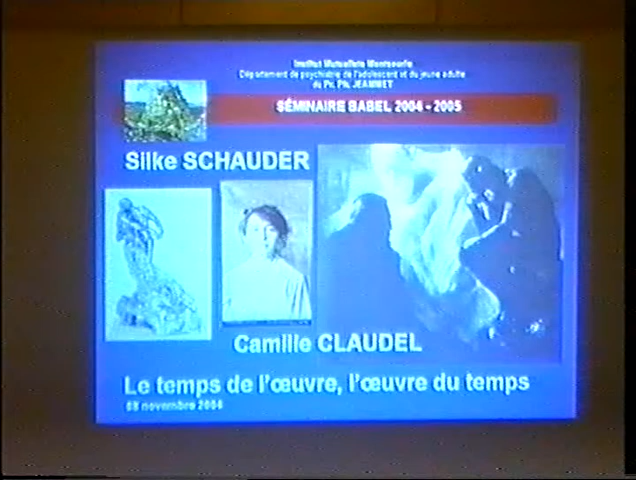 Institut Mutualiste Montsouris
Département de psychiatrie de l'adolescent et du jeune adulte
du Pr. Ph. JEAMMET
SÉMINAIRE BABEL 2004 - 2005
Silke SCHAUDER
Camille CLAUDEL
Le temps de l'œuvre, l'œuvre du temps
08 novembre 2004